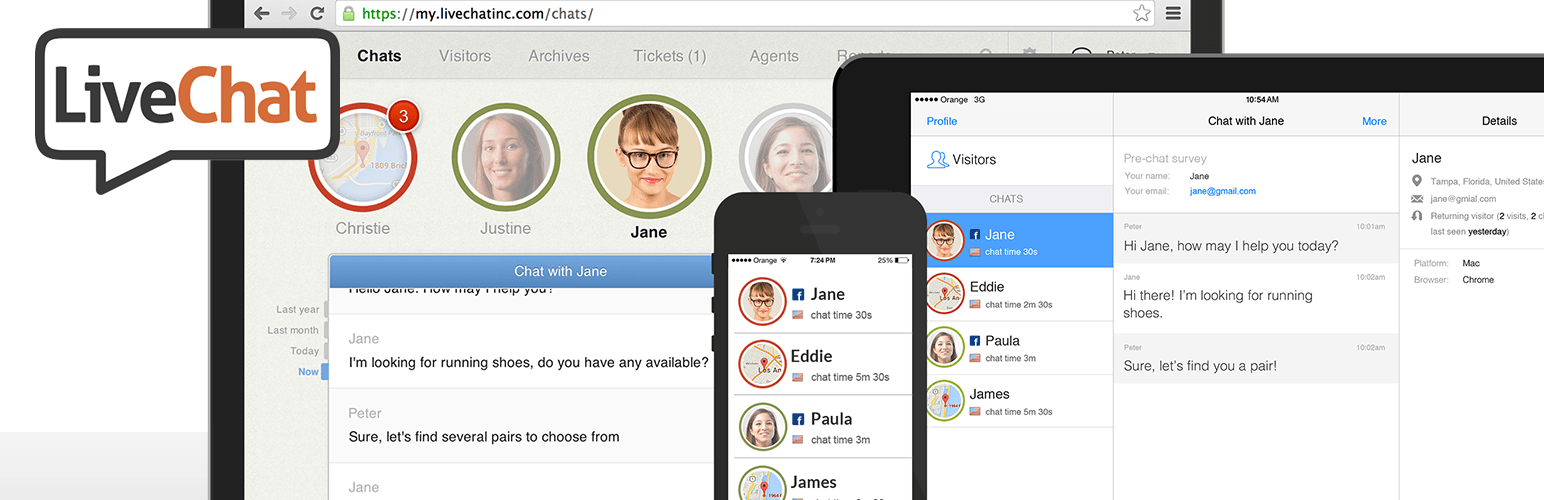 LiveChat
https://my.livechatinc.com/chats/
Chats Visitors Archives Tickets (1) Agents Reports
3
Bayfront Park
1809 Bric
Christie Justine Jane
Chat with Jane
Hello Jane. How may I help you?
Last year
Last month
Today
Now
Jane
I'm looking for running shoes, do you have any available?
Peter
Sure, let's find several pairs to choose from
Jane
Orange 7:24 PM 25%
Jane
chat time 30s
Eddie
Los An
chat time 5m 30s
Paula
chat time 3m
James
Orange 3G 10:54 AM
Profile
Visitors
CHATS
Jane
chat time 30s
Eddie
chat time 2m 30s
Paula
chat time 3m
James
chat time 5m 30s
Chat with Jane More
Pre-chat survey
Your name: Jane
Your email: jane@gmail.com
Peter 10:01am
Hi Jane, how may I help you today?
Jane 10:02am
Hi there! I'm looking for running
shoes.
Peter 10:02am
Sure, let's find you a pair!
Details
Jane
Tampa, Florida, United States
jane@gmial.com
Returning visitor (2 visits, 2 c
last seen yesterday)
Platform: Mac
Browser: Chrome